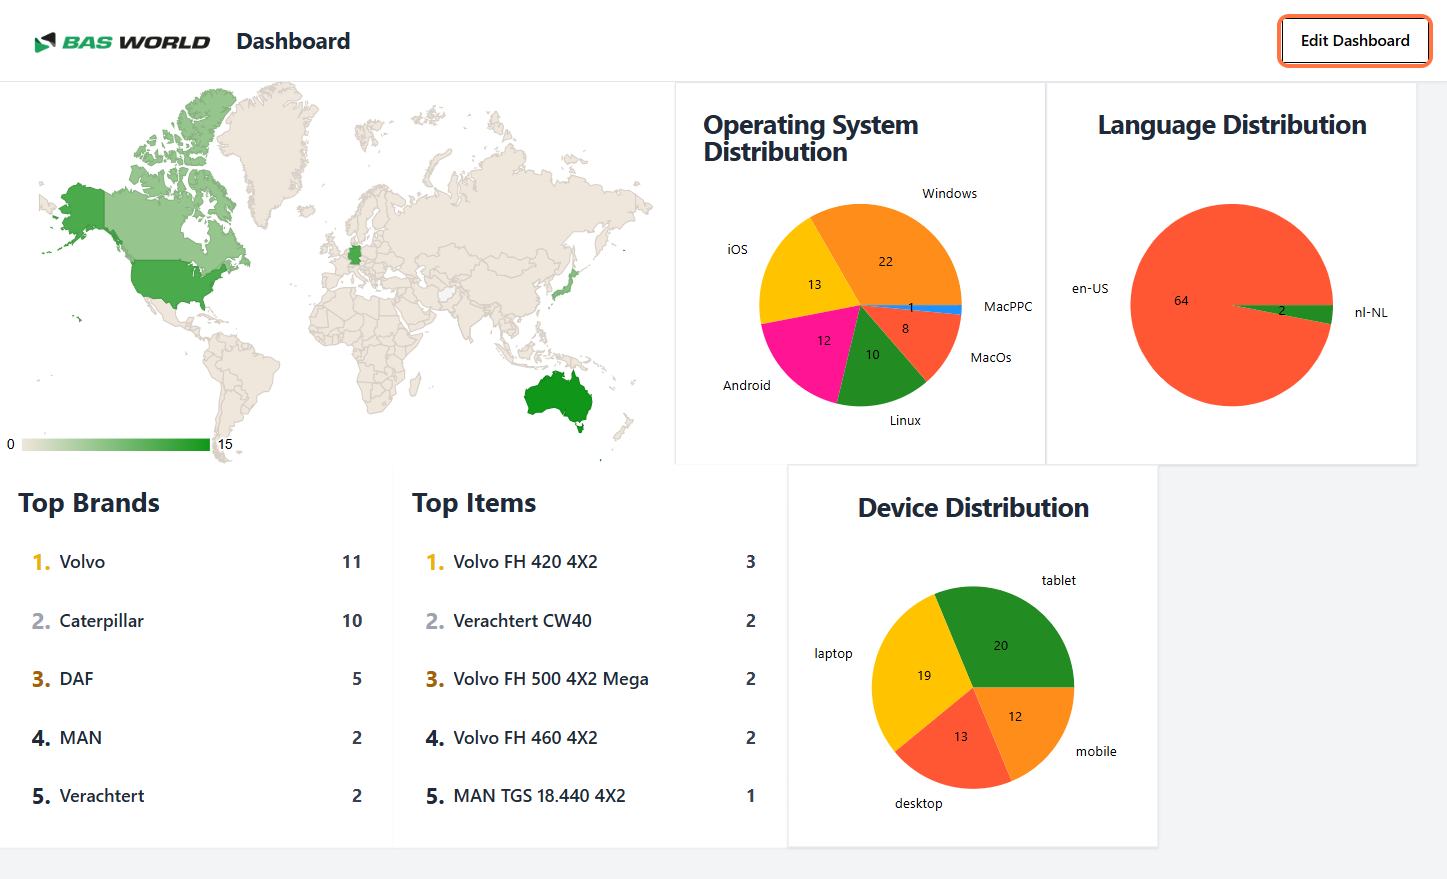 BAS WORLD
Dashboard
Edit Dashboard
0
15
Operating System
Distribution
Windows
iOS
22
13
1
MacPPC
8
12
10
MacOs
Android
Linux
Language Distribution
en-US
64
2
nl-NL
Top Brands
1. Volvo 11
2. Caterpillar 10
3. DAF 5
4. MAN 2
5. Verachtert 2
Top Items
1. Volvo FH 420 4X2 3
2. Verachtert CW40 2
3. Volvo FH 500 4X2 Mega 2
4. Volvo FH 460 4X2 2
5. MAN TGS 18.440 4X2 1
Device Distribution
tablet
20
laptop
19
12
13
mobile
desktop